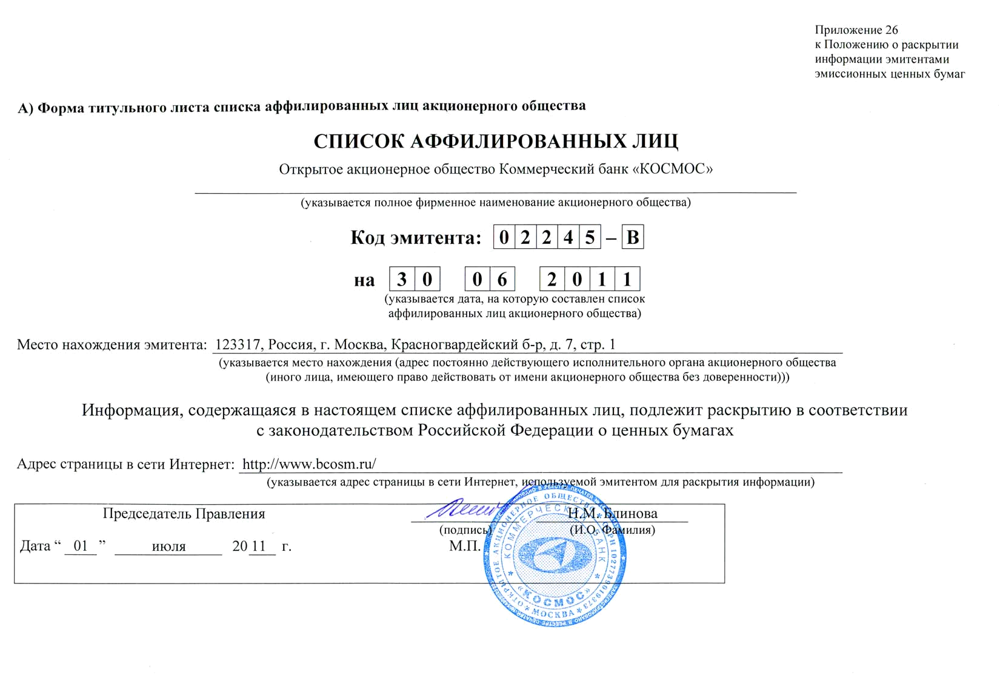 Приложение 26
к Положению о раскрытии
информации эмитентами
эмиссионных ценных бумаг
А) Форма титульного листа списка аффилированных лиц акционерного общества
СПИСОК АФФИЛИРОВАННЫХ ЛИЦ
Открытое акционерное общество Коммерческий банк «КОСМОС»
(указывается полное фирменное наименование акционерного общества)
Код эмитента: 0 2 2 4 5 – В
на 3 0 0 6 2 0 1 1
(указывается дата, на которую составлен список
аффилированных лиц акционерного общества)
Место нахождения эмитента: 123317, Россия, г. Москва, Красногвардейский б-р, д. 7, стр. 1
(указывается место нахождения (адрес постоянно действующего исполнительного органа акционерного общества
(иного лица, имеющего право действовать от имени акционерного общества без доверенности)))
Информация, содержащаяся в настоящем списке аффилированных лиц, подлежит раскрытию в соответствии
с законодательством Российской Федерации о ценных бумагах
Адрес страницы в сети Интернет: http://www.bcosm.ru/
(указывается адрес страницы в сети Интернет, используемой эмитентом для раскрытия информации)
Председатель Правления Н.М. Блинова
(подпись) (И.О. Фамилия)
Дата “ 01 ” июля 20 11 г. М.П.
ОТКРЫТОЕ АКЦИОНЕРНОЕ ОБЩЕСТВО * ОГРН 1027739019373 * МОСКВА *
КОММЕРЧЕСКИЙ БАНК
«КОСМОС»